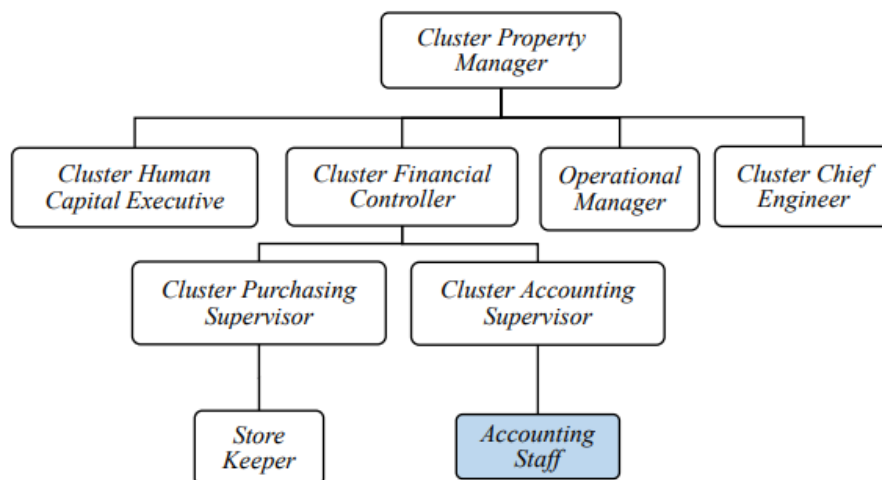 Cluster Property
Manager
Cluster Human
Capital Executive
Cluster Financial
Controller
Operational
Manager
Cluster Chief
Engineer
Cluster Purchasing
Supervisor
Cluster Accounting
Supervisor
Store
Keeper
Accounting
Staff